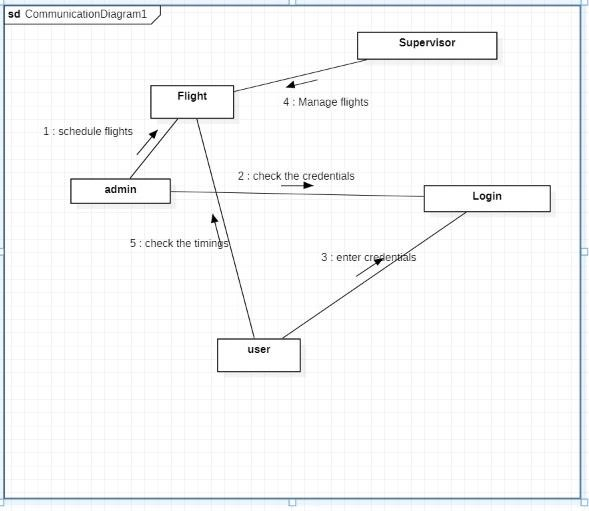 sd CommunicationDiagram1
Supervisor
Flight
4 : Manage flights
1 : schedule flights
2 : check the credentials
admin
Login
5 : check the timings
3 : enter credentials
user